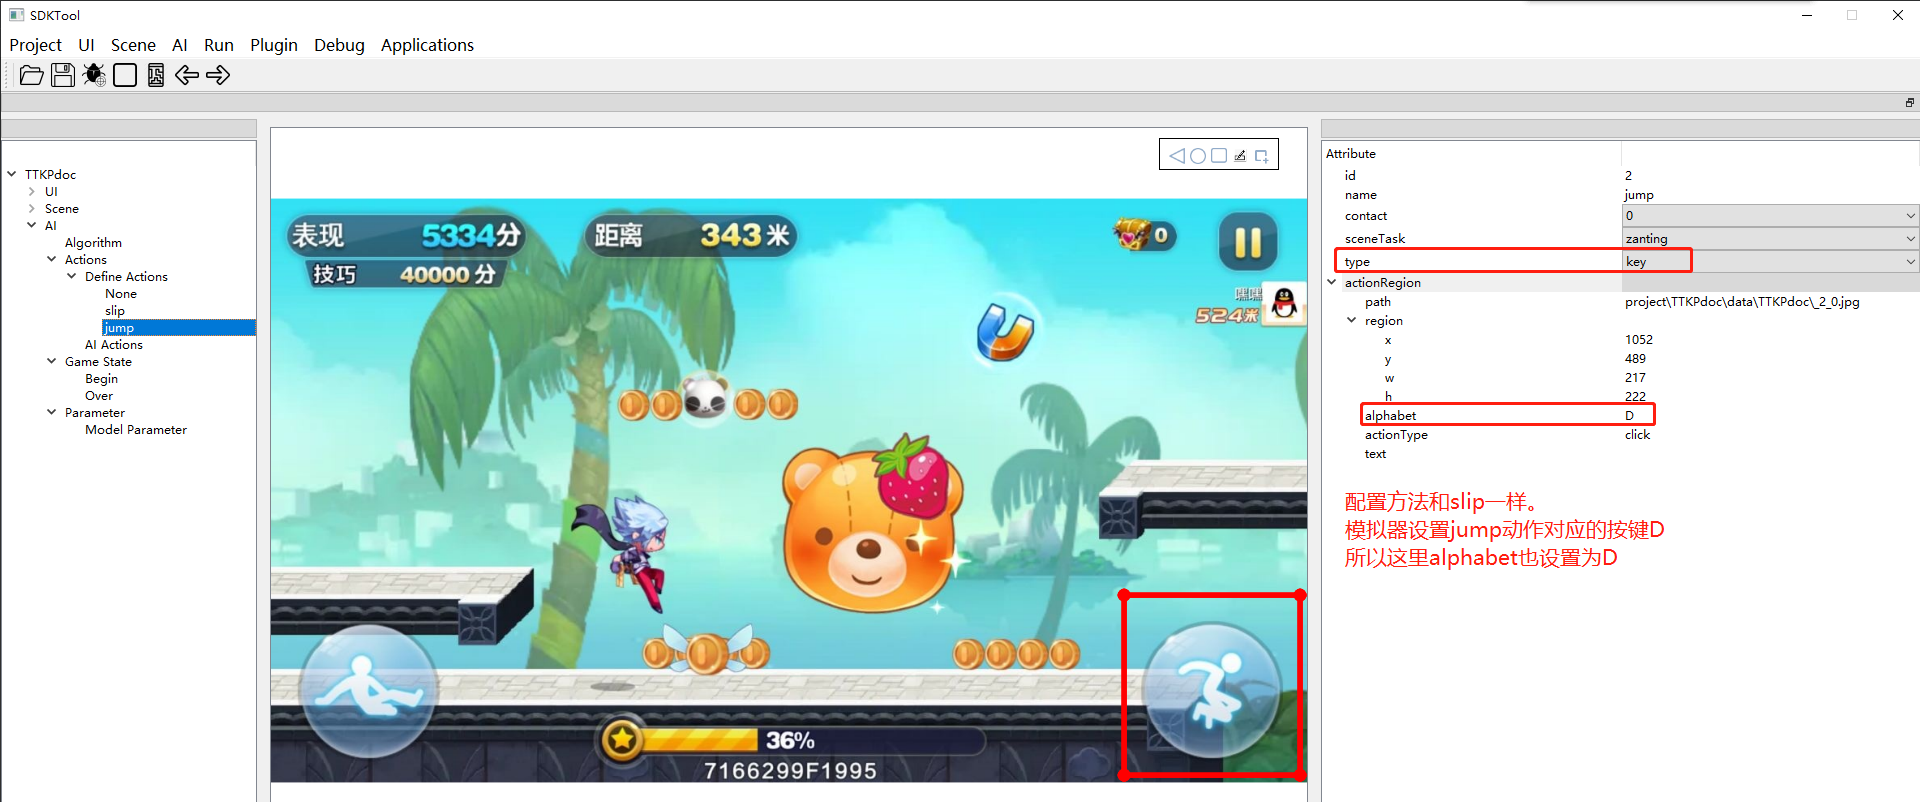 SDKTool
Project UI Scene AI Run Plugin Debug Applications
TTKPdoc
UI
Scene
AI
Algorithm
Actions
Define Actions
None
slip
jump
AI Actions
Game State
Begin
Over
Parameter
Model Parameter
表现 5334分
距离 343米
0
技巧 40000分
嘿嘿
524米
36%
7166299F1995
Attribute
id 2
name jump
contact 0
sceneTask zanting
type key
actionRegion
path project\TTKPdoc\data\TTKPdoc\_2_0.jpg
region
x 1052
y 489
w 217
h 222
alphabet D
actionType click
text
配置方法和slip一样。
模拟器设置jump动作对应的按键D
所以这里alphabet也设置为D